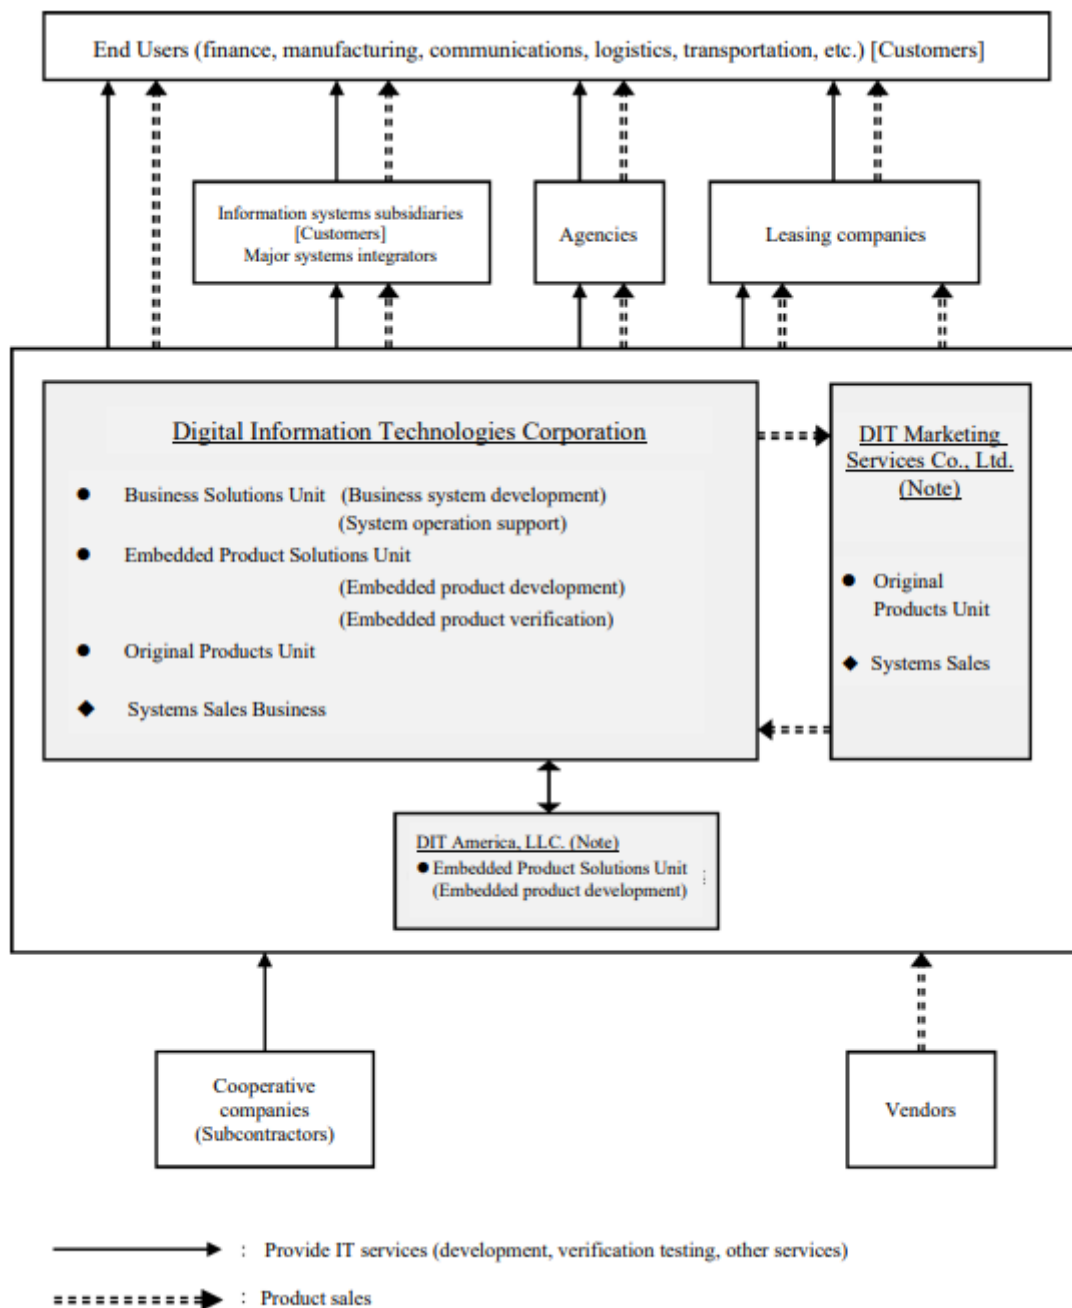 End Users (finance, manufacturing, communications, logistics, transportation, etc.) [Customers]
Information systems subsidiaries
[Customers]
Major systems integrators
Agencies
Leasing companies
Digital Information Technologies Corporation
● Business Solutions Unit (Business system development)
(System operation support)
● Embedded Product Solutions Unit
(Embedded product development)
(Embedded product verification)
● Original Products Unit
◆ Systems Sales Business
DIT Marketing
Services Co., Ltd.
(Note)
● Original
Products Unit
◆ Systems Sales
DIT America, LLC. (Note)
● Embedded Product Solutions Unit
(Embedded product development)
Cooperative
companies
(Subcontractors)
Vendors
: Provide IT services (development, verification testing, other services)
: Product sales